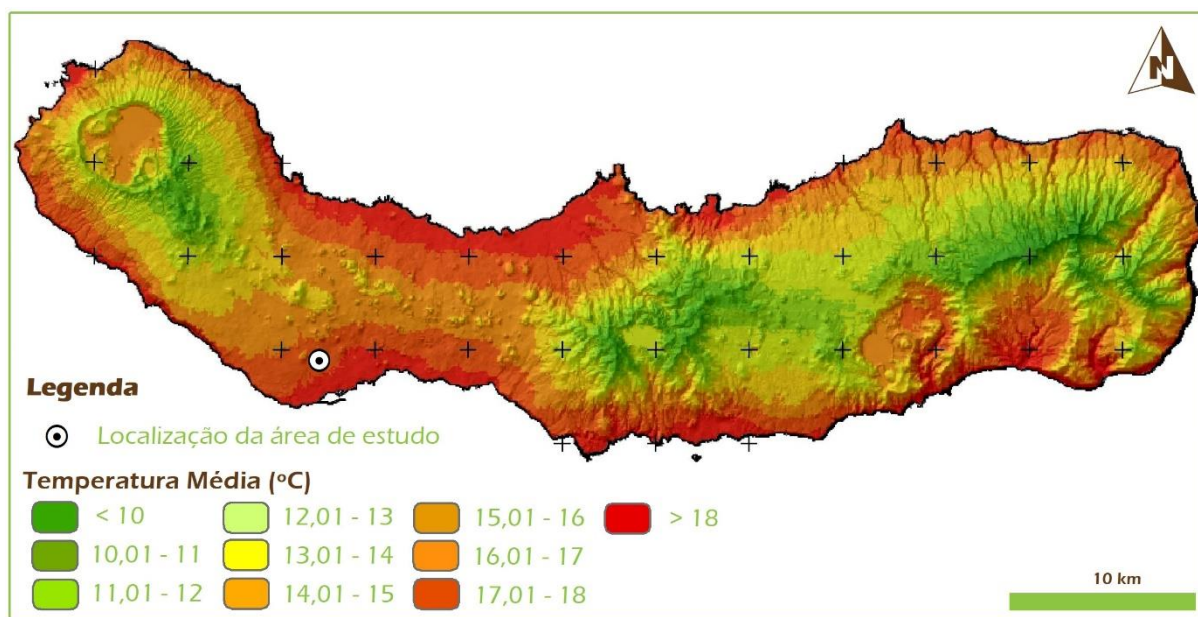 N
Legenda
Localização da área de estudo
Temperatura Média (ºC)
< 10 12,01 - 13 15,01 - 16 > 18
10,01 - 11 13,01 - 14 16,01 - 17
11,01 - 12 14,01 - 15 17,01 - 18
10 km